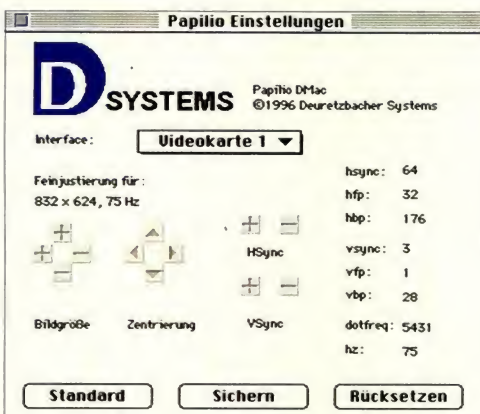 Papilio Einstellungen
D SYSTEMS
Papilio DMac
©1996 Deuretzbacher Systems
Interface: Videokarte 1
Feinjustierung für:
832 x 624, 75 Hz
Bildgröße
Zentrierung
HSync
VSync
hsync: 64
hfp: 32
hbp: 176
vsync: 3
vfp: 1
vbp: 28
dotfreq: 5431
hz: 75
Standard
Sichern
Rücksetzen